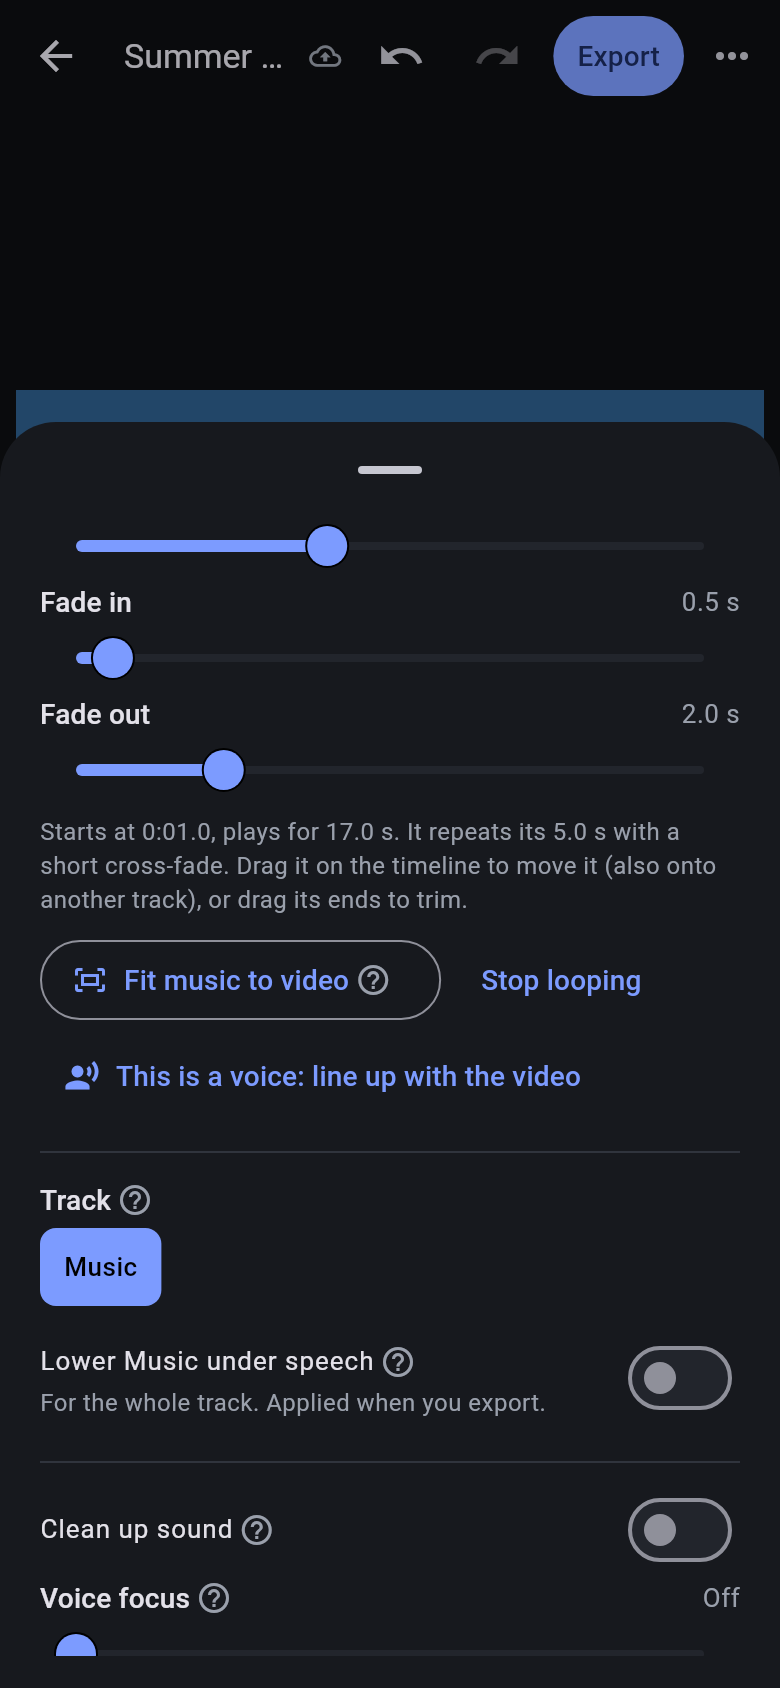 Summer ...
Export
Fade in
0.5 s
Fade out
2.0 s
Starts at 0:01.0, plays for 17.0 s. It repeats its 5.0 s with a
short cross-fade. Drag it on the timeline to move it (also onto
another track), or drag its ends to trim.
Fit music to video
Stop looping
This is a voice: line up with the video
Track
Music
Lower Music under speech
For the whole track. Applied when you export.
Clean up sound
Voice focus
Off